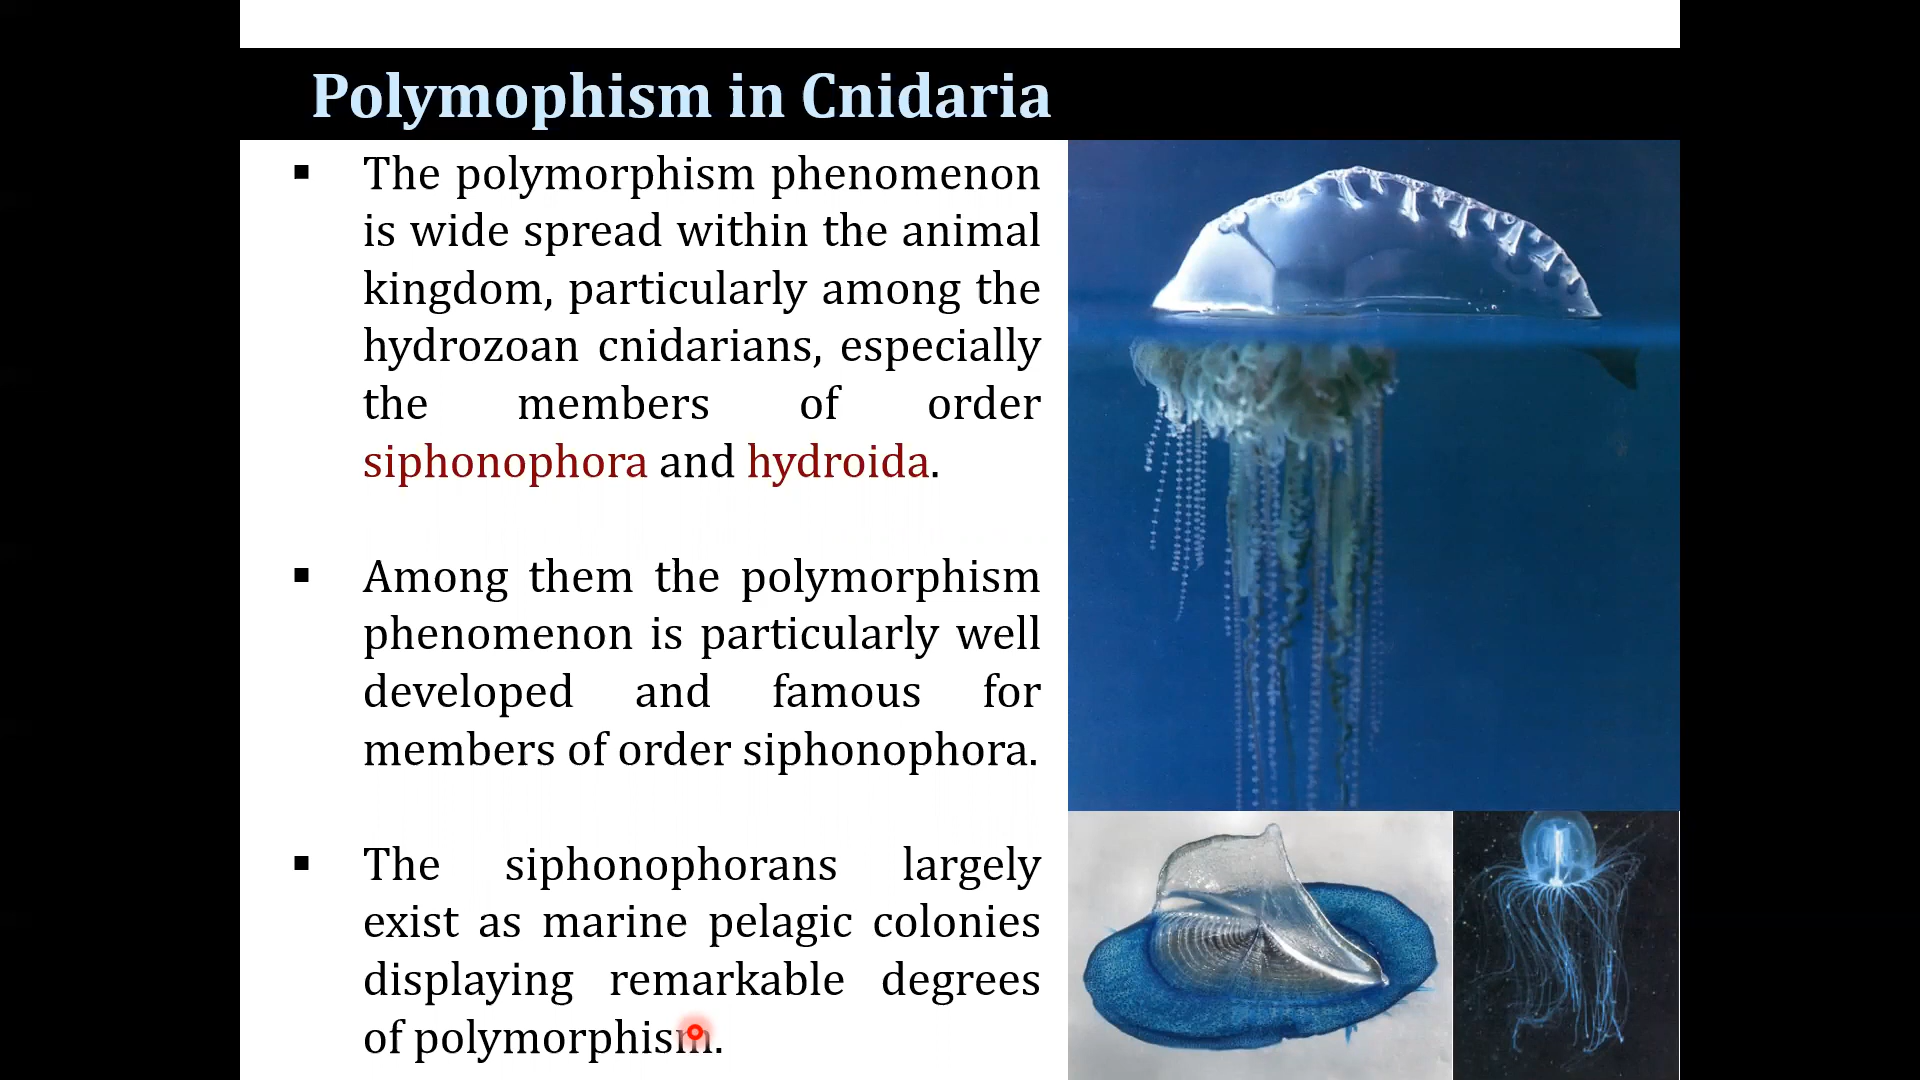 Polymophism in Cnidaria
▪ The polymorphism phenomenon
is wide spread within the animal
kingdom, particularly among the
hydrozoan cnidarians, especially
the members of order
siphonophora and hydroida.
▪ Among them the polymorphism
phenomenon is particularly well
developed and famous for
members of order siphonophora.
▪ The siphonophorans largely
exist as marine pelagic colonies
displaying remarkable degrees
of polymorphism.